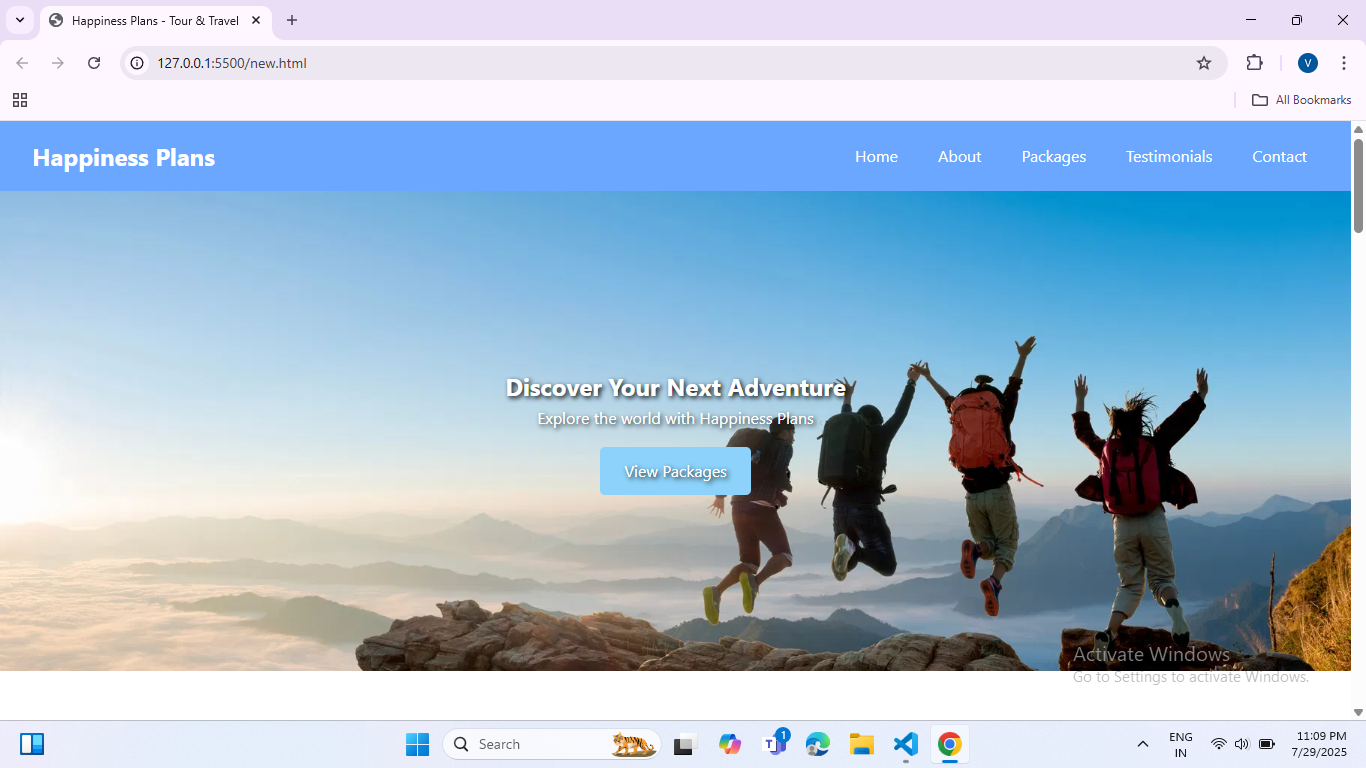 Happiness Plans - Tour & Travel
127.0.0.1:5500/new.html
V
All Bookmarks
Happiness Plans
Home About Packages Testimonials Contact
Discover Your Next Adventure
Explore the world with Happiness Plans
View Packages
Activate Windows
Go to Settings to activate Windows.
Search
1
T
ENG
IN
11:09 PM
7/29/2025